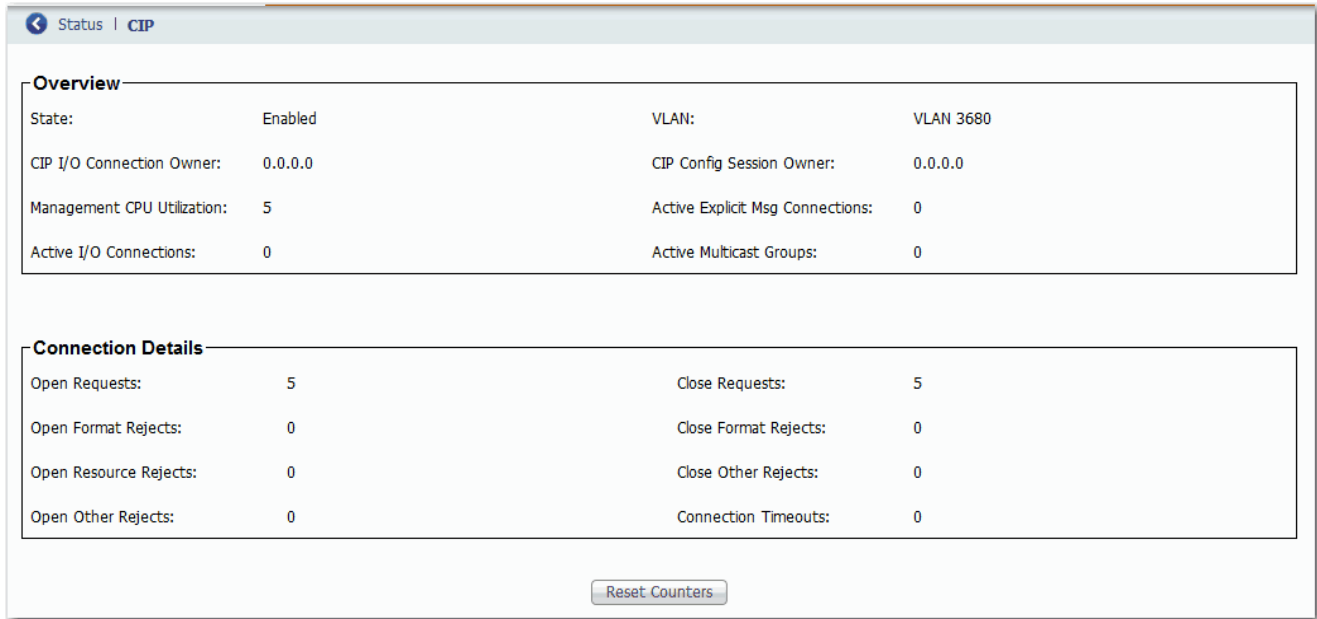 Status | CIP
Overview
State: Enabled VLAN: VLAN 3680
CIP I/O Connection Owner: 0.0.0.0 CIP Config Session Owner: 0.0.0.0
Management CPU Utilization: 5 Active Explicit Msg Connections: 0
Active I/O Connections: 0 Active Multicast Groups: 0
Connection Details
Open Requests: 5 Close Requests: 5
Open Format Rejects: 0 Close Format Rejects: 0
Open Resource Rejects: 0 Close Other Rejects: 0
Open Other Rejects: 0 Connection Timeouts: 0
Reset Counters